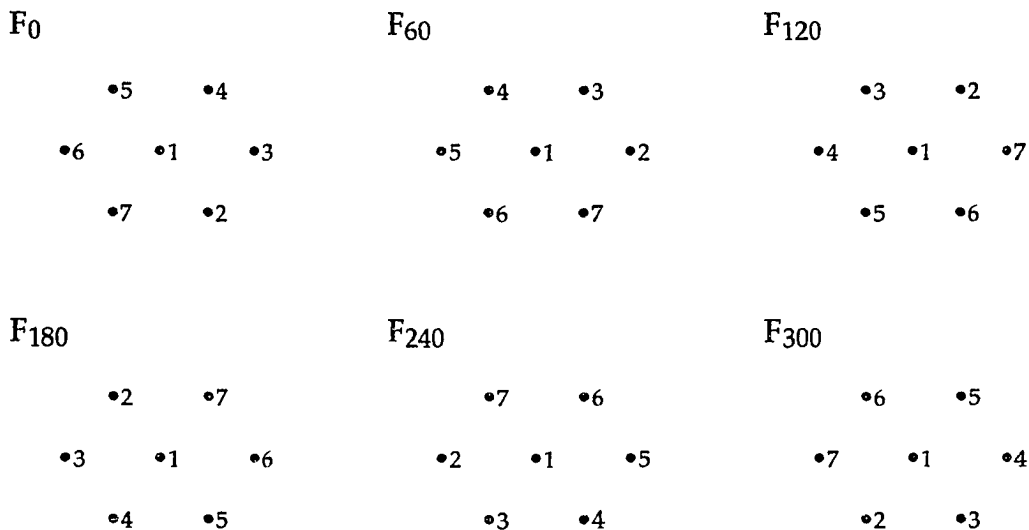 F0 F60 F120
5 4 4 3 3 2
6 1 3 5 1 2 4 1 7
7 2 6 7 5 6
F180 F240 F300
2 7 7 6 6 5
3 1 6 2 1 5 7 1 4
4 5 3 4 2 3